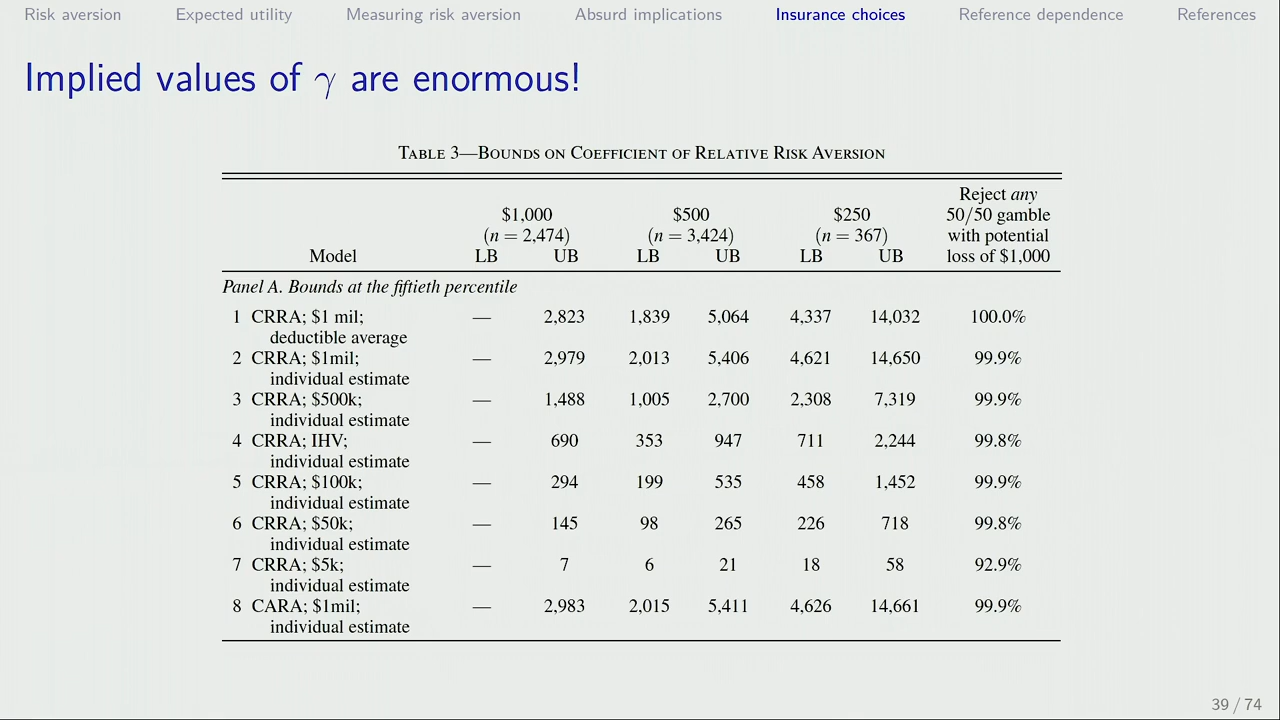 Risk aversion Expected utility Measuring risk aversion Absurd implications Insurance choices Reference dependence References
Implied values of γ are enormous!
Table 3—Bounds on Coefficient of Relative Risk Aversion
Reject any
$1,000 $500 $250 50/50 gamble
(n = 2,474) (n = 3,424) (n = 367) with potential
Model LB UB LB UB LB UB loss of $1,000
Panel A. Bounds at the fiftieth percentile
1 CRRA; $1 mil; — 2,823 1,839 5,064 4,337 14,032 100.0%
deductible average
2 CRRA; $1mil; — 2,979 2,013 5,406 4,621 14,650 99.9%
individual estimate
3 CRRA; $500k; — 1,488 1,005 2,700 2,308 7,319 99.9%
individual estimate
4 CRRA; IHV; — 690 353 947 711 2,244 99.8%
individual estimate
5 CRRA; $100k; — 294 199 535 458 1,452 99.9%
individual estimate
6 CRRA; $50k; — 145 98 265 226 718 99.8%
individual estimate
7 CRRA; $5k; — 7 6 21 18 58 92.9%
individual estimate
8 CARA; $1mil; — 2,983 2,015 5,411 4,626 14,661 99.9%
individual estimate
39 / 74